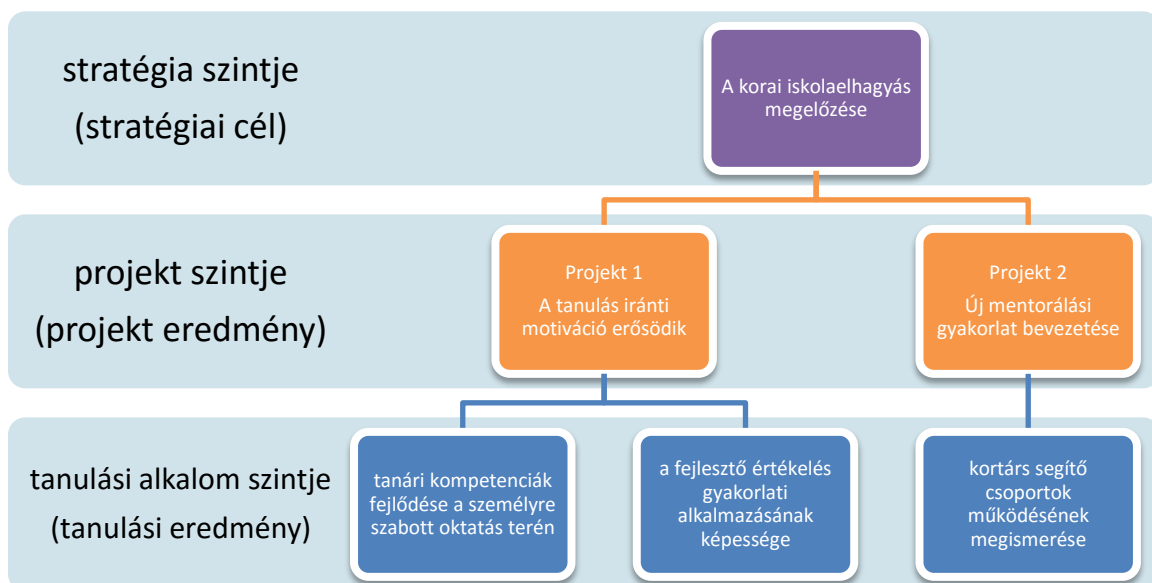 stratégia szintje
(stratégiai cél)
A korai iskolaelhagyás
megelőzése
projekt szintje
(projekt eredmény)
Projekt 1
A tanulás iránti
motiváció erősödik
Projekt 2
Új mentorálási
gyakorlat bevezetése
tanulási alkalom szintje
(tanulási eredmény)
tanári kompetenciák
fejlődése a személyre
szabott oktatás terén
a fejlesztő értékelés
gyakorlati
alkalmazásának
képessége
kortárs segítő
csoportok
működésének
megismerése